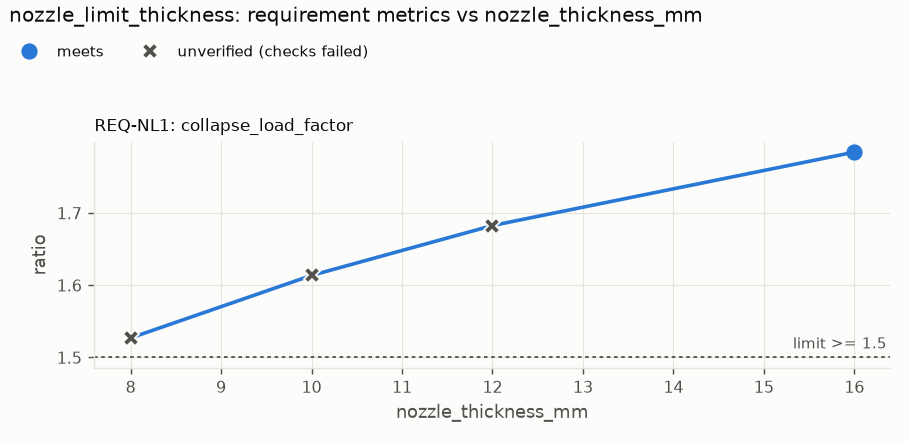 nozzle_limit_thickness: requirement metrics vs nozzle_thickness_mm
meets
unverified (checks failed)
REQ-NL1: collapse_load_factor
ratio
1.7
1.6
1.5
limit >= 1.5
8 9 10 11 12 13 14 15 16
nozzle_thickness_mm